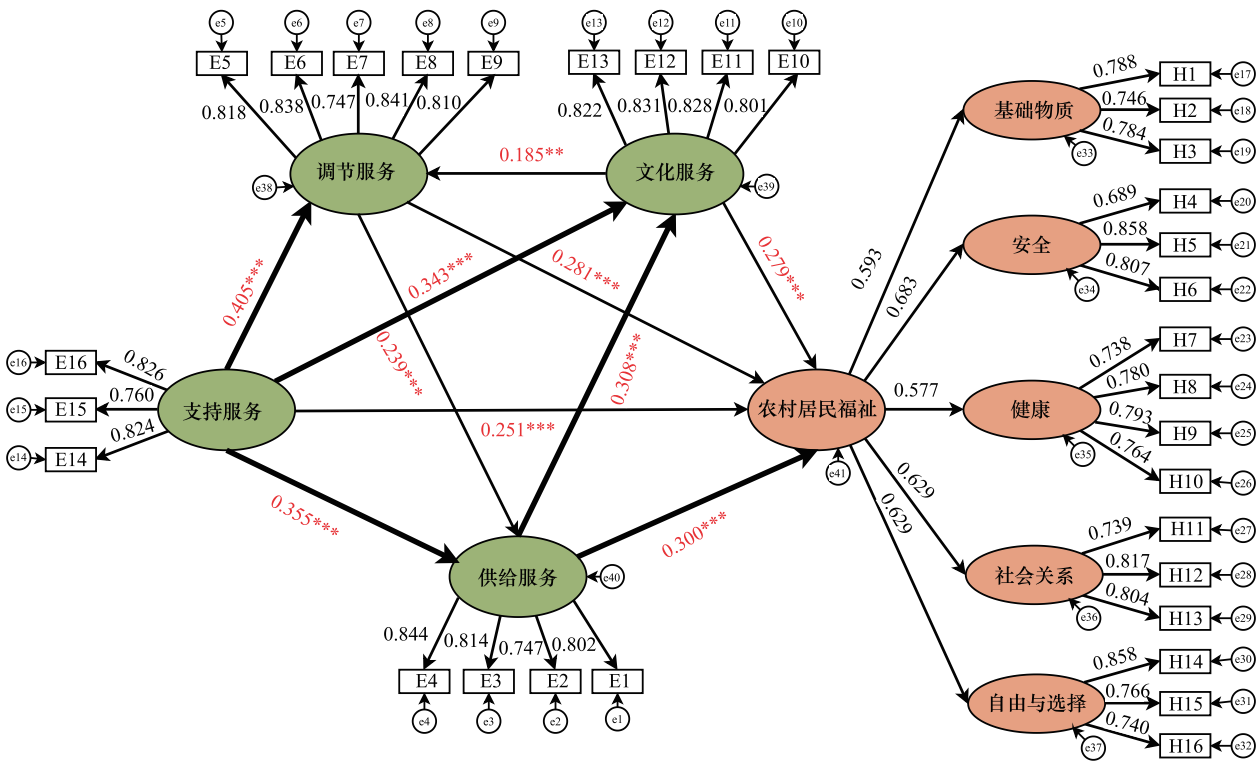 e5 e6 e7 e8 e9
E5 E6 E7 E8 E9
0.818 0.838 0.747 0.841 0.810
e13 e12 e11 e10
E13 E12 E11 E10
0.822 0.831 0.828 0.801
调节服务
e38
0.185**
文化服务
e39
0.405***
0.343***
0.281***
0.279***
0.239***
0.308***
e16 E16 0.826
e15 E15 0.760
e14 E14 0.824
支持服务
0.251***
农村居民福祉
e41
0.355***
0.300***
供给服务
e40
0.844 0.814 0.747 0.802
E4 E3 E2 E1
e4 e3 e2 e1
0.593
0.683
0.577
0.629
0.629
基础物质
e33
0.788 H1 e17
0.746 H2 e18
0.784 H3 e19
安全
e34
0.689 H4 e20
0.858 H5 e21
0.807 H6 e22
健康
e35
0.738 H7 e23
0.780 H8 e24
0.793 H9 e25
0.764 H10 e26
社会关系
e36
0.739 H11 e27
0.817 H12 e28
0.804 H13 e29
自由与选择
e37
0.858 H14 e30
0.766 H15 e31
0.740 H16 e32